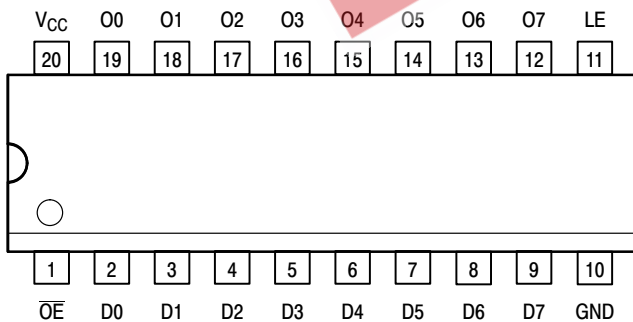 VCC O0 O1 O2 O3 O4 O5 O6 O7 LE
20 19 18 17 16 15 14 13 12 11
1 2 3 4 5 6 7 8 9 10
OE D0 D1 D2 D3 D4 D5 D6 D7 GND